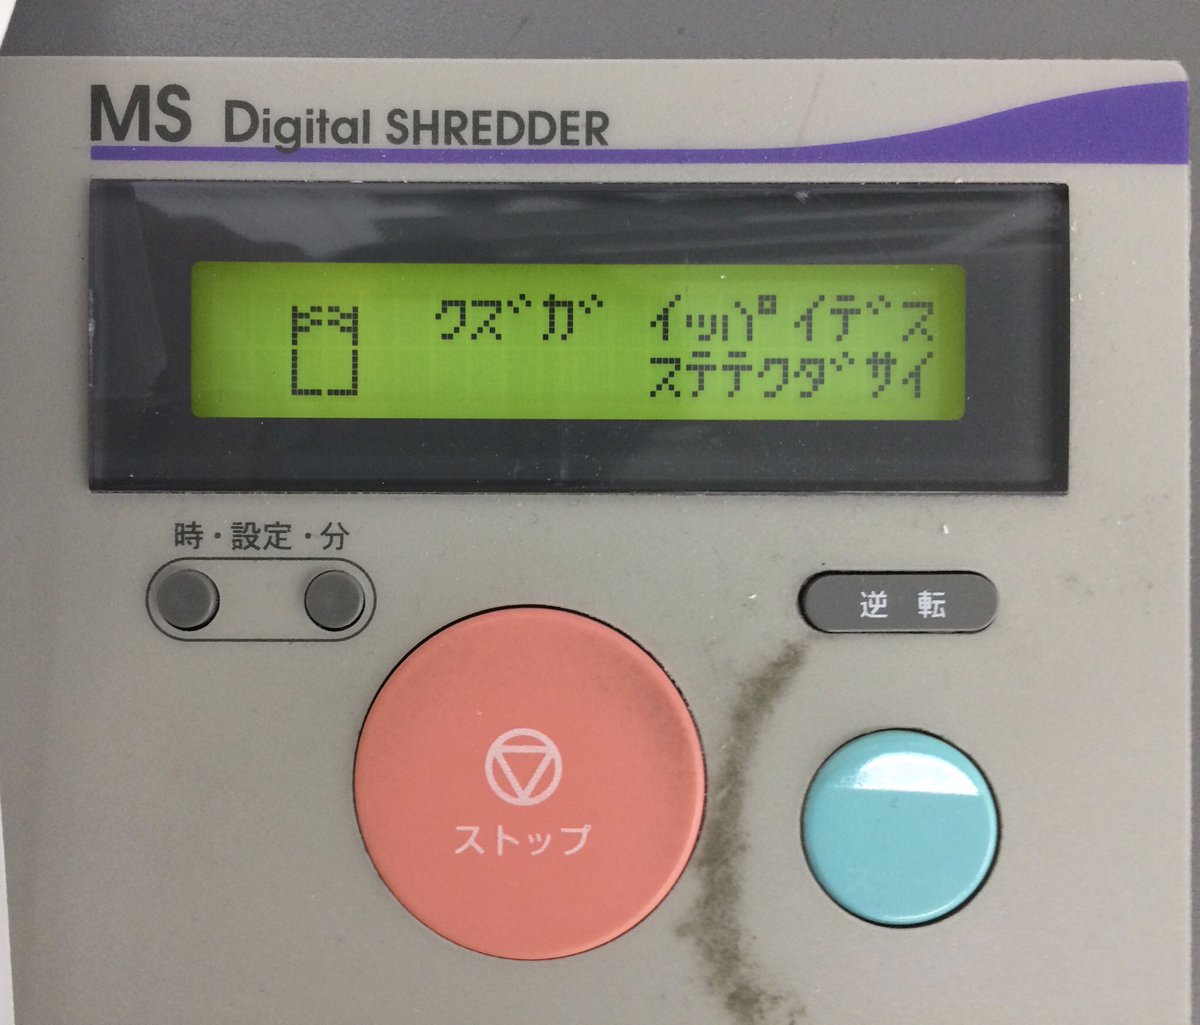 MS Digital SHREDDER
クズガ イッパイデス
ステテクダサイ
時・設定・分
逆転
ストップ